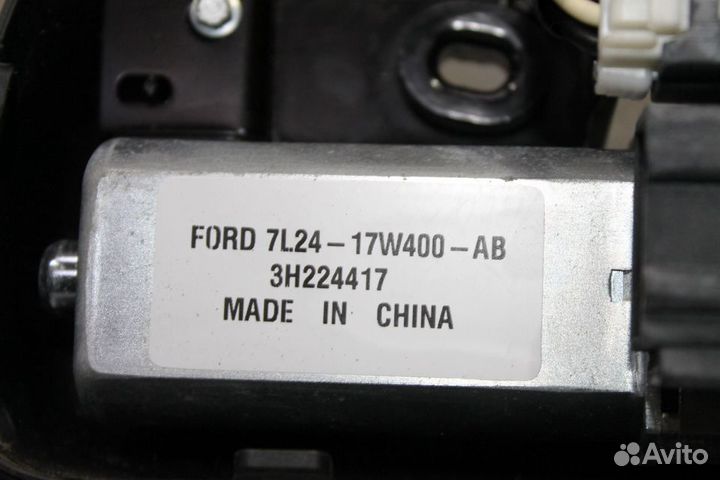 FORD 7L24-17W400-AB
3H224417
MADE IN CHINA
Avito